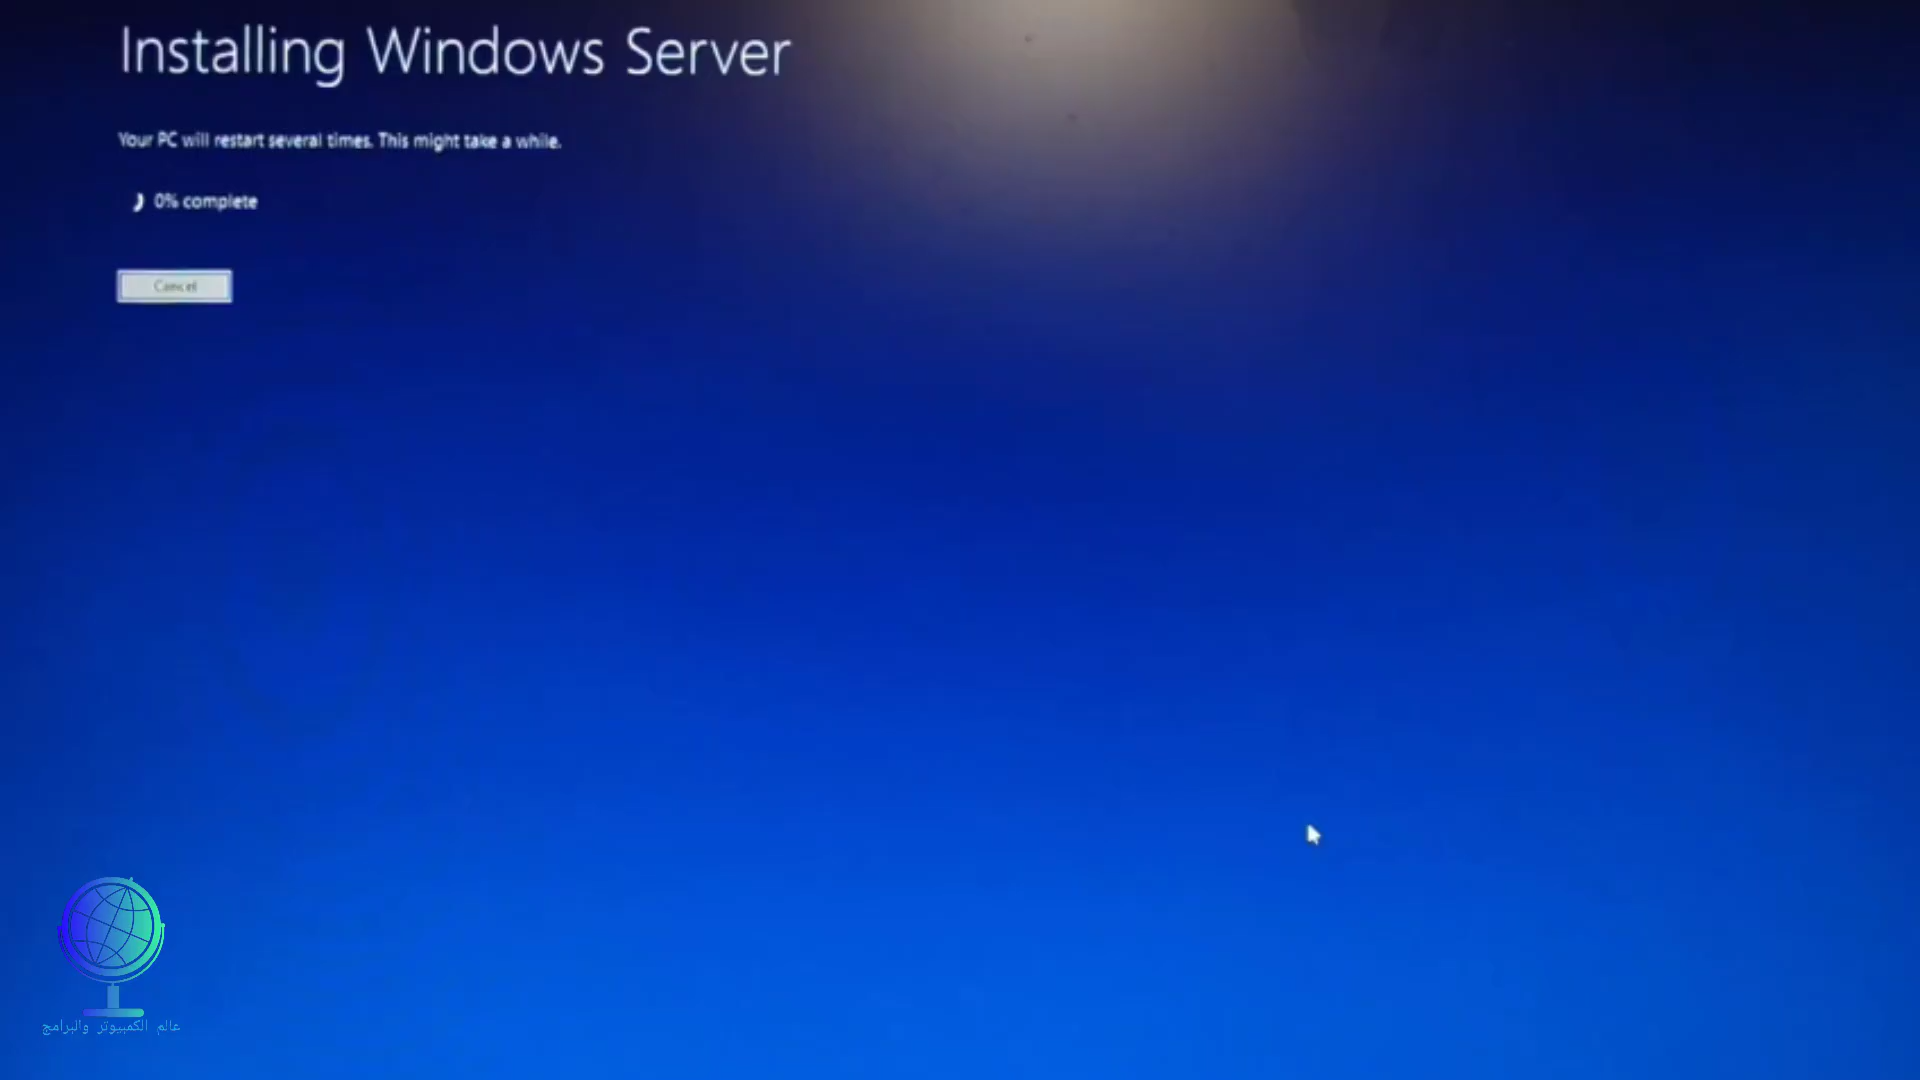 Installing Windows Server
Your PC will restart several times. This might take a while.
0% complete
Cancel
عالم الكمبيوتر والبرامج